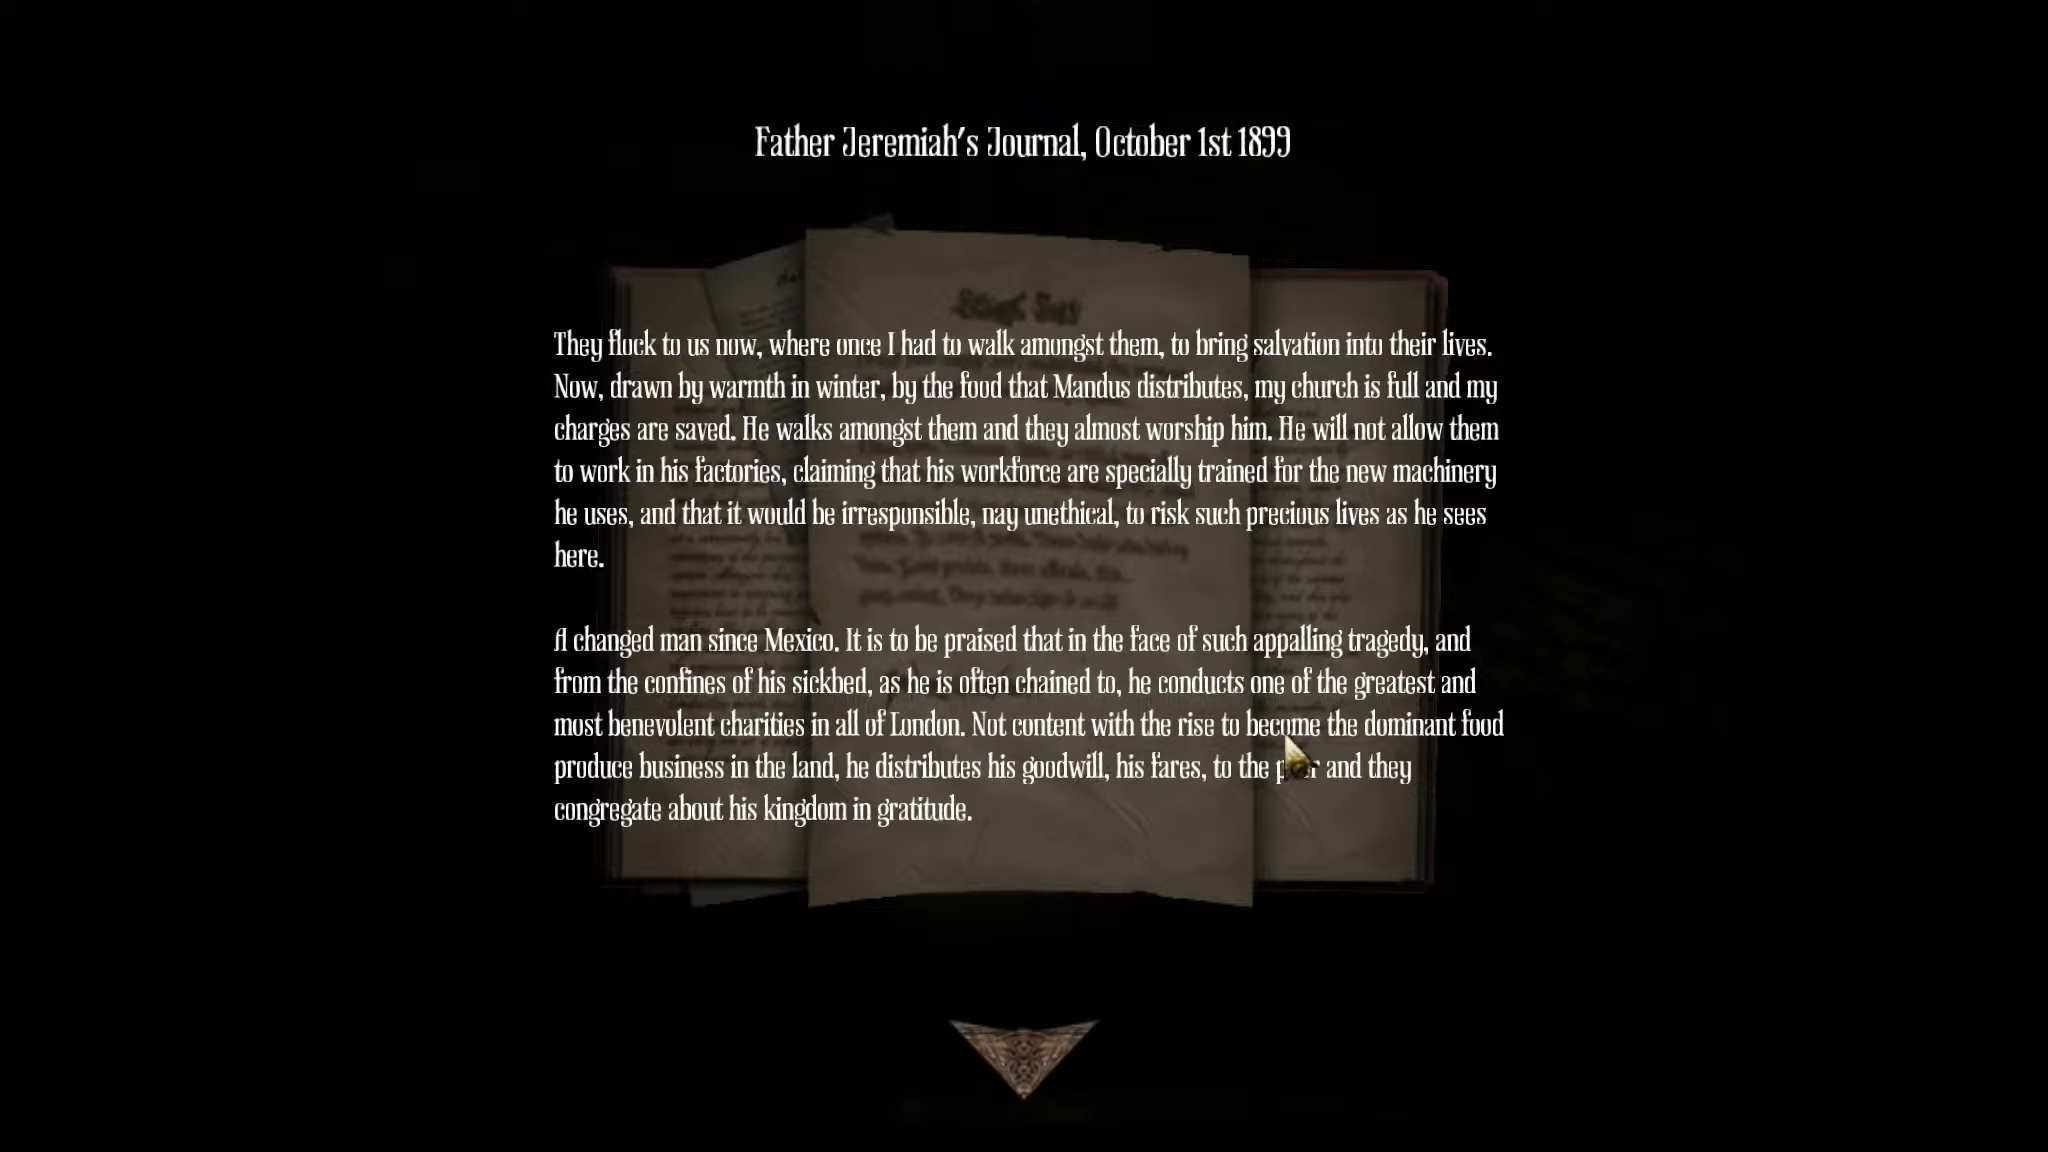 Father Jeremiah's Journal, October 1st 1899
They flock to us now, where once I had to walk amongst them, to bring salvation into their lives.
Now, drawn by warmth in winter, by the food that Mandus distributes, my church is full and my
charges are saved. He walks amongst them and they almost worship him. He will not allow them
to work in his factories, claiming that his workforce are specially trained for the new machinery
he uses, and that it would be irresponsible, nay unethical, to risk such precious lives as he sees
here.
A changed man since Mexico. It is to be praised that in the face of such appalling tragedy, and
from the confines of his sickbed, as he is often chained to, he conducts one of the greatest and
most benevolent charities in all of London. Not content with the rise to become the dominant food
produce business in the land, he distributes his goodwill, his fares, to the poor and they
congregate about his kingdom in gratitude.